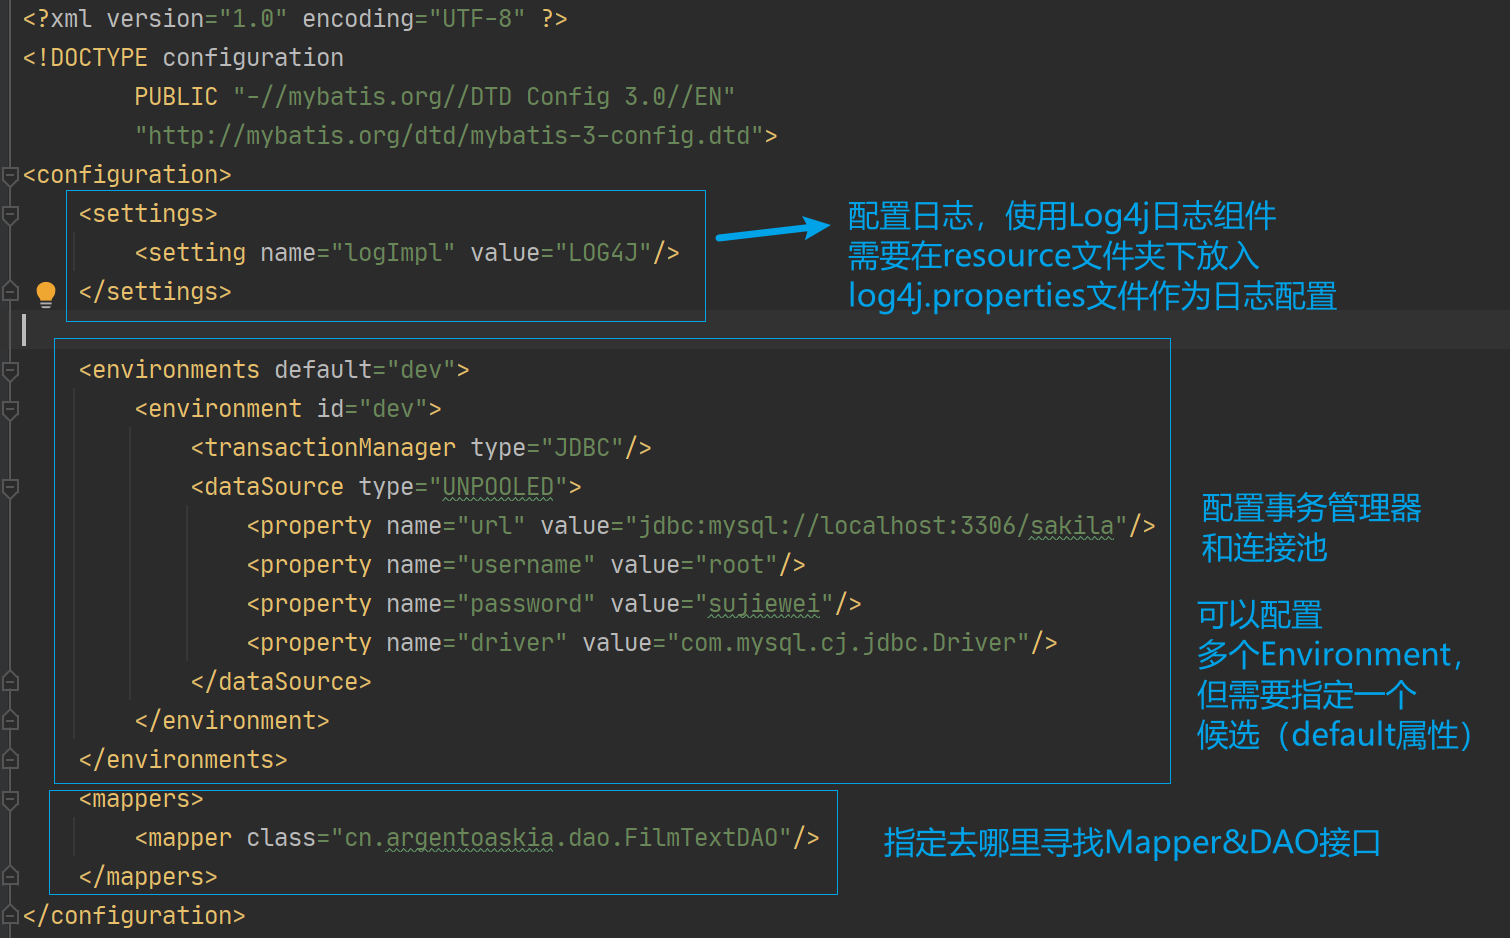 <?xml version="1.0" encoding="UTF-8" ?>
<!DOCTYPE configuration
PUBLIC "-//mybatis.org//DTD Config 3.0//EN"
"http://mybatis.org/dtd/mybatis-3-config.dtd">
<configuration>
<settings>
<setting name="logImpl" value="LOG4J"/>
</settings>
配置日志，使用Log4j日志组件
需要在resource文件夹下放入
log4j.properties文件作为日志配置
<environments default="dev">
<environment id="dev">
<transactionManager type="JDBC"/>
<dataSource type="UNPOOLED">
<property name="url" value="jdbc:mysql://localhost:3306/sakila"/>
<property name="username" value="root"/>
<property name="password" value="sujiewei"/>
<property name="driver" value="com.mysql.cj.jdbc.Driver"/>
</dataSource>
</environment>
</environments>
配置事务管理器
和连接池
可以配置
多个Environment，
但需要指定一个
候选（default属性）
<mappers>
<mapper class="cn.argentoaskia.dao.FilmTextDAO"/>
</mappers>
指定去哪里寻找Mapper&DAO接口
</configuration>